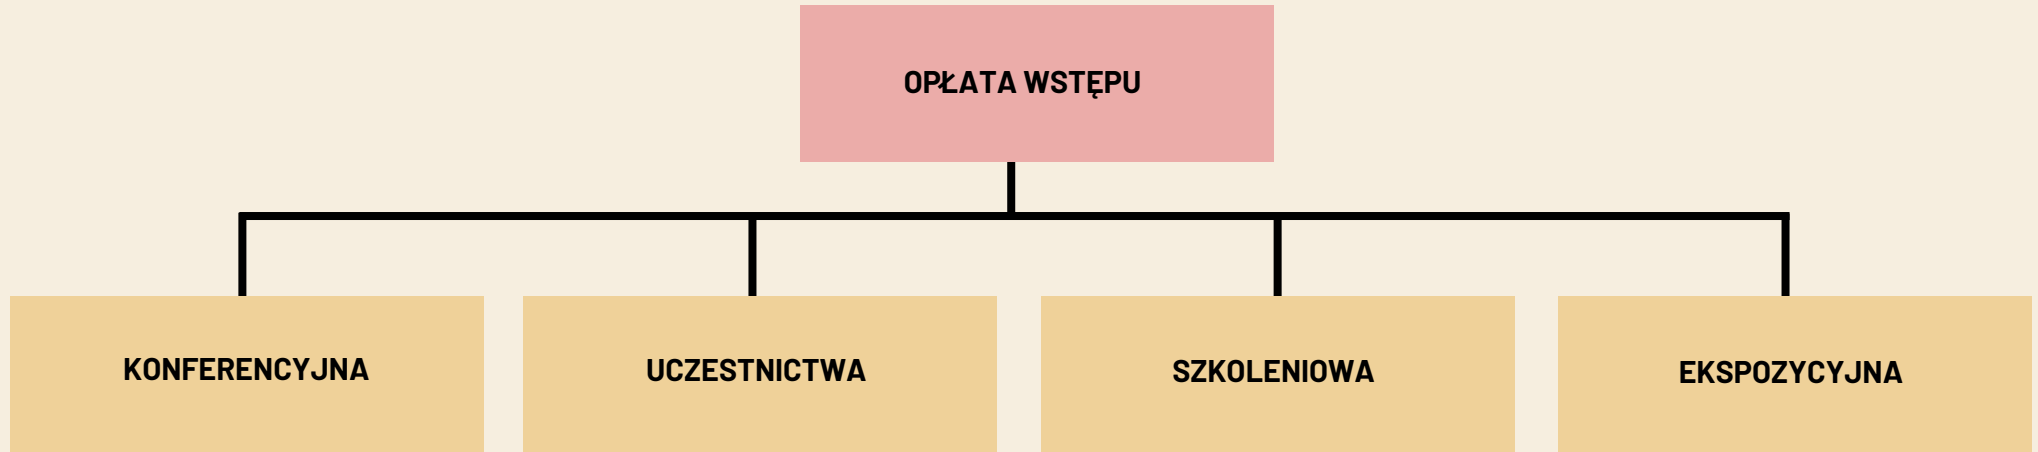 OPŁATA WSTĘPU
KONFERENCYJNA
UCZESTNICTWA
SZKOLENIOWA
EKSPOZYCYJNA